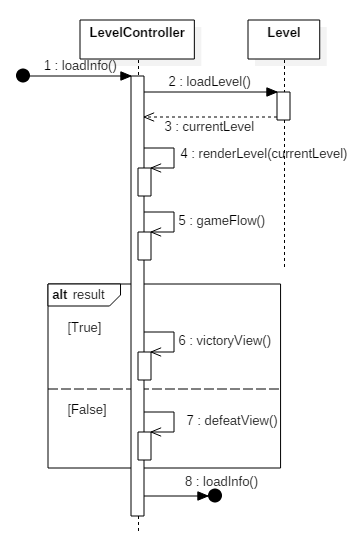 LevelController
Level
1 : loadInfo()
2 : loadLevel()
3 : currentLevel
4 : renderLevel(currentLevel)
5 : gameFlow()
alt result
[True]
6 : victoryView()
[False]
7 : defeatView()
8 : loadInfo()